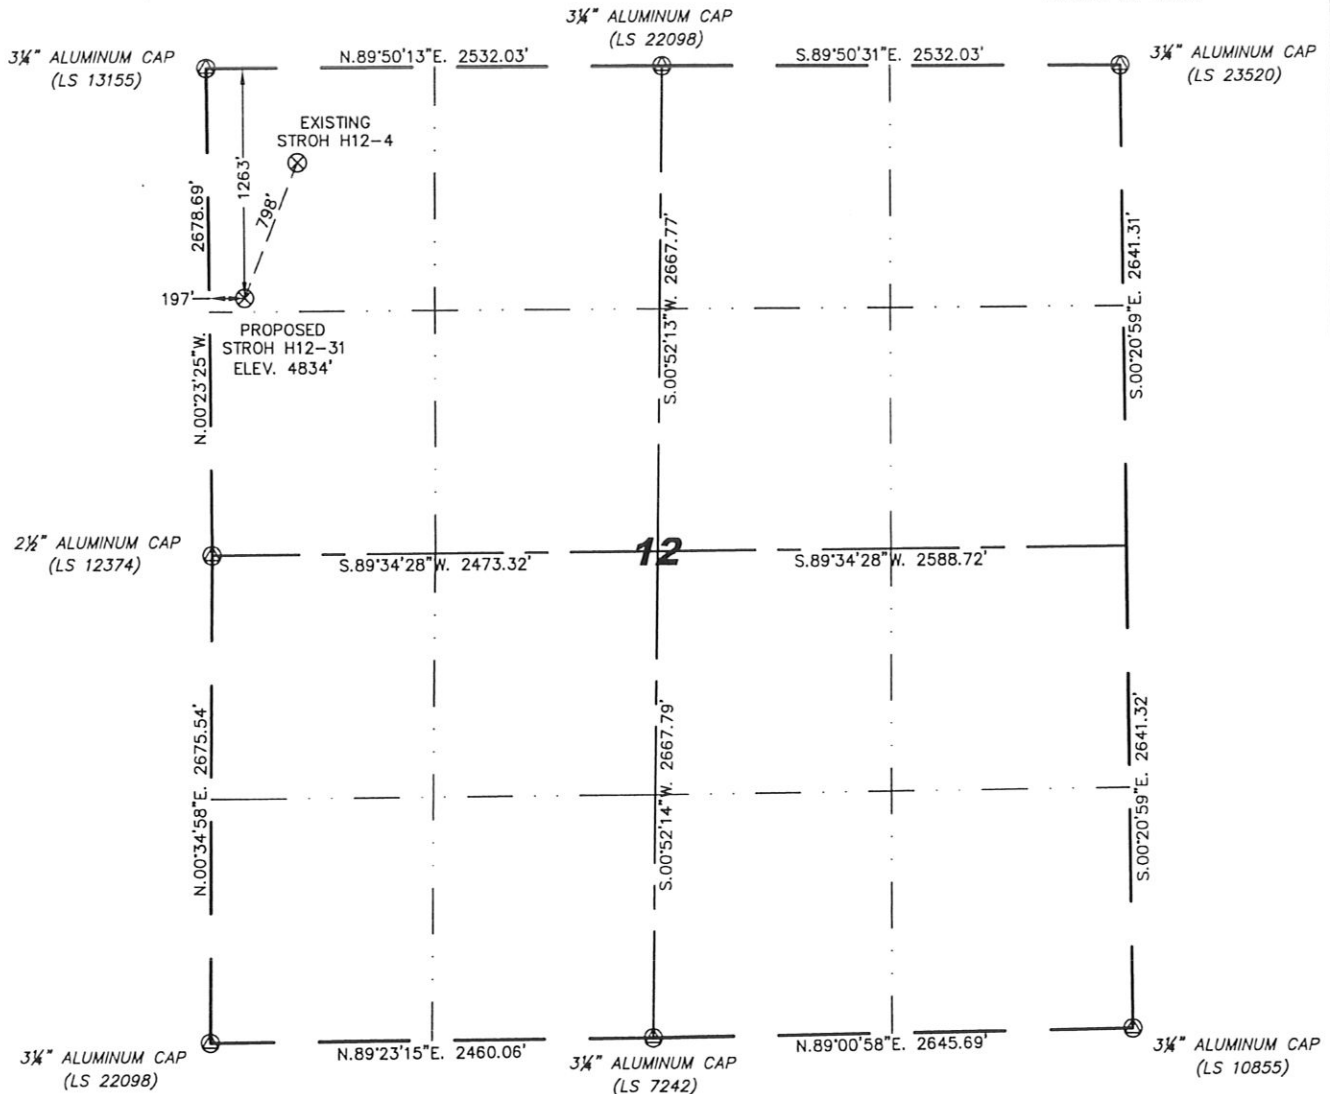 3¼" ALUMINUM CAP
(LS 22098)
3¼" ALUMINUM CAP
(LS 13155)
N.89°50'13"E. 2532.03'
S.89°50'31"E. 2532.03'
3¼" ALUMINUM CAP
(LS 23520)
EXISTING
STROH H12-4
1263'
798'
2678.69'
N.00°23'25"W.
197'
PROPOSED
STROH H12-31
ELEV. 4834'
S.00°52'13"W. 2667.77'
S.00°20'59"E. 2641.31'
2½" ALUMINUM CAP
(LS 12374)
S.89°34'28"W. 2473.32'
12
S.89°34'28"W. 2588.72'
N.00°34'58"E. 2675.54'
S.00°52'14"W. 2667.79'
S.00°20'59"E. 2641.32'
3¼" ALUMINUM CAP
(LS 22098)
N.89°23'15"E. 2460.06'
3¼" ALUMINUM CAP
(LS 7242)
N.89°00'58"E. 2645.69'
3¼" ALUMINUM CAP
(LS 10855)